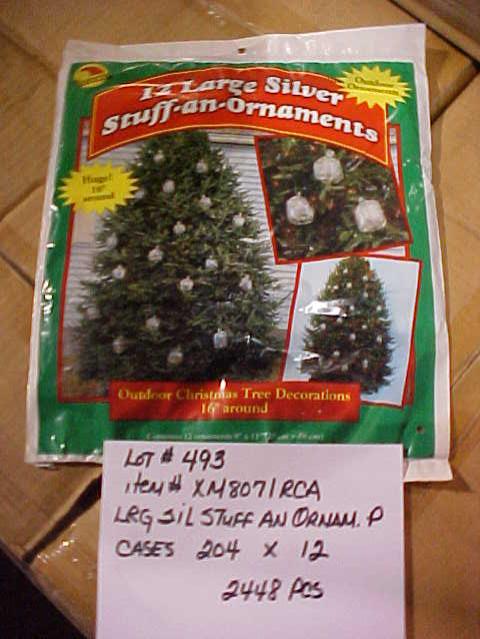 12 Large Silver
Stuff-an-Ornaments
Outdoor
Ornaments
Huge!
16"
around
Outdoor Christmas Tree Decorations
16" around
LOT # 493
item # XM8071RCA
LRG SIL STUFF AN ORNAM. P
CASES 204 X 12
2448 PCS